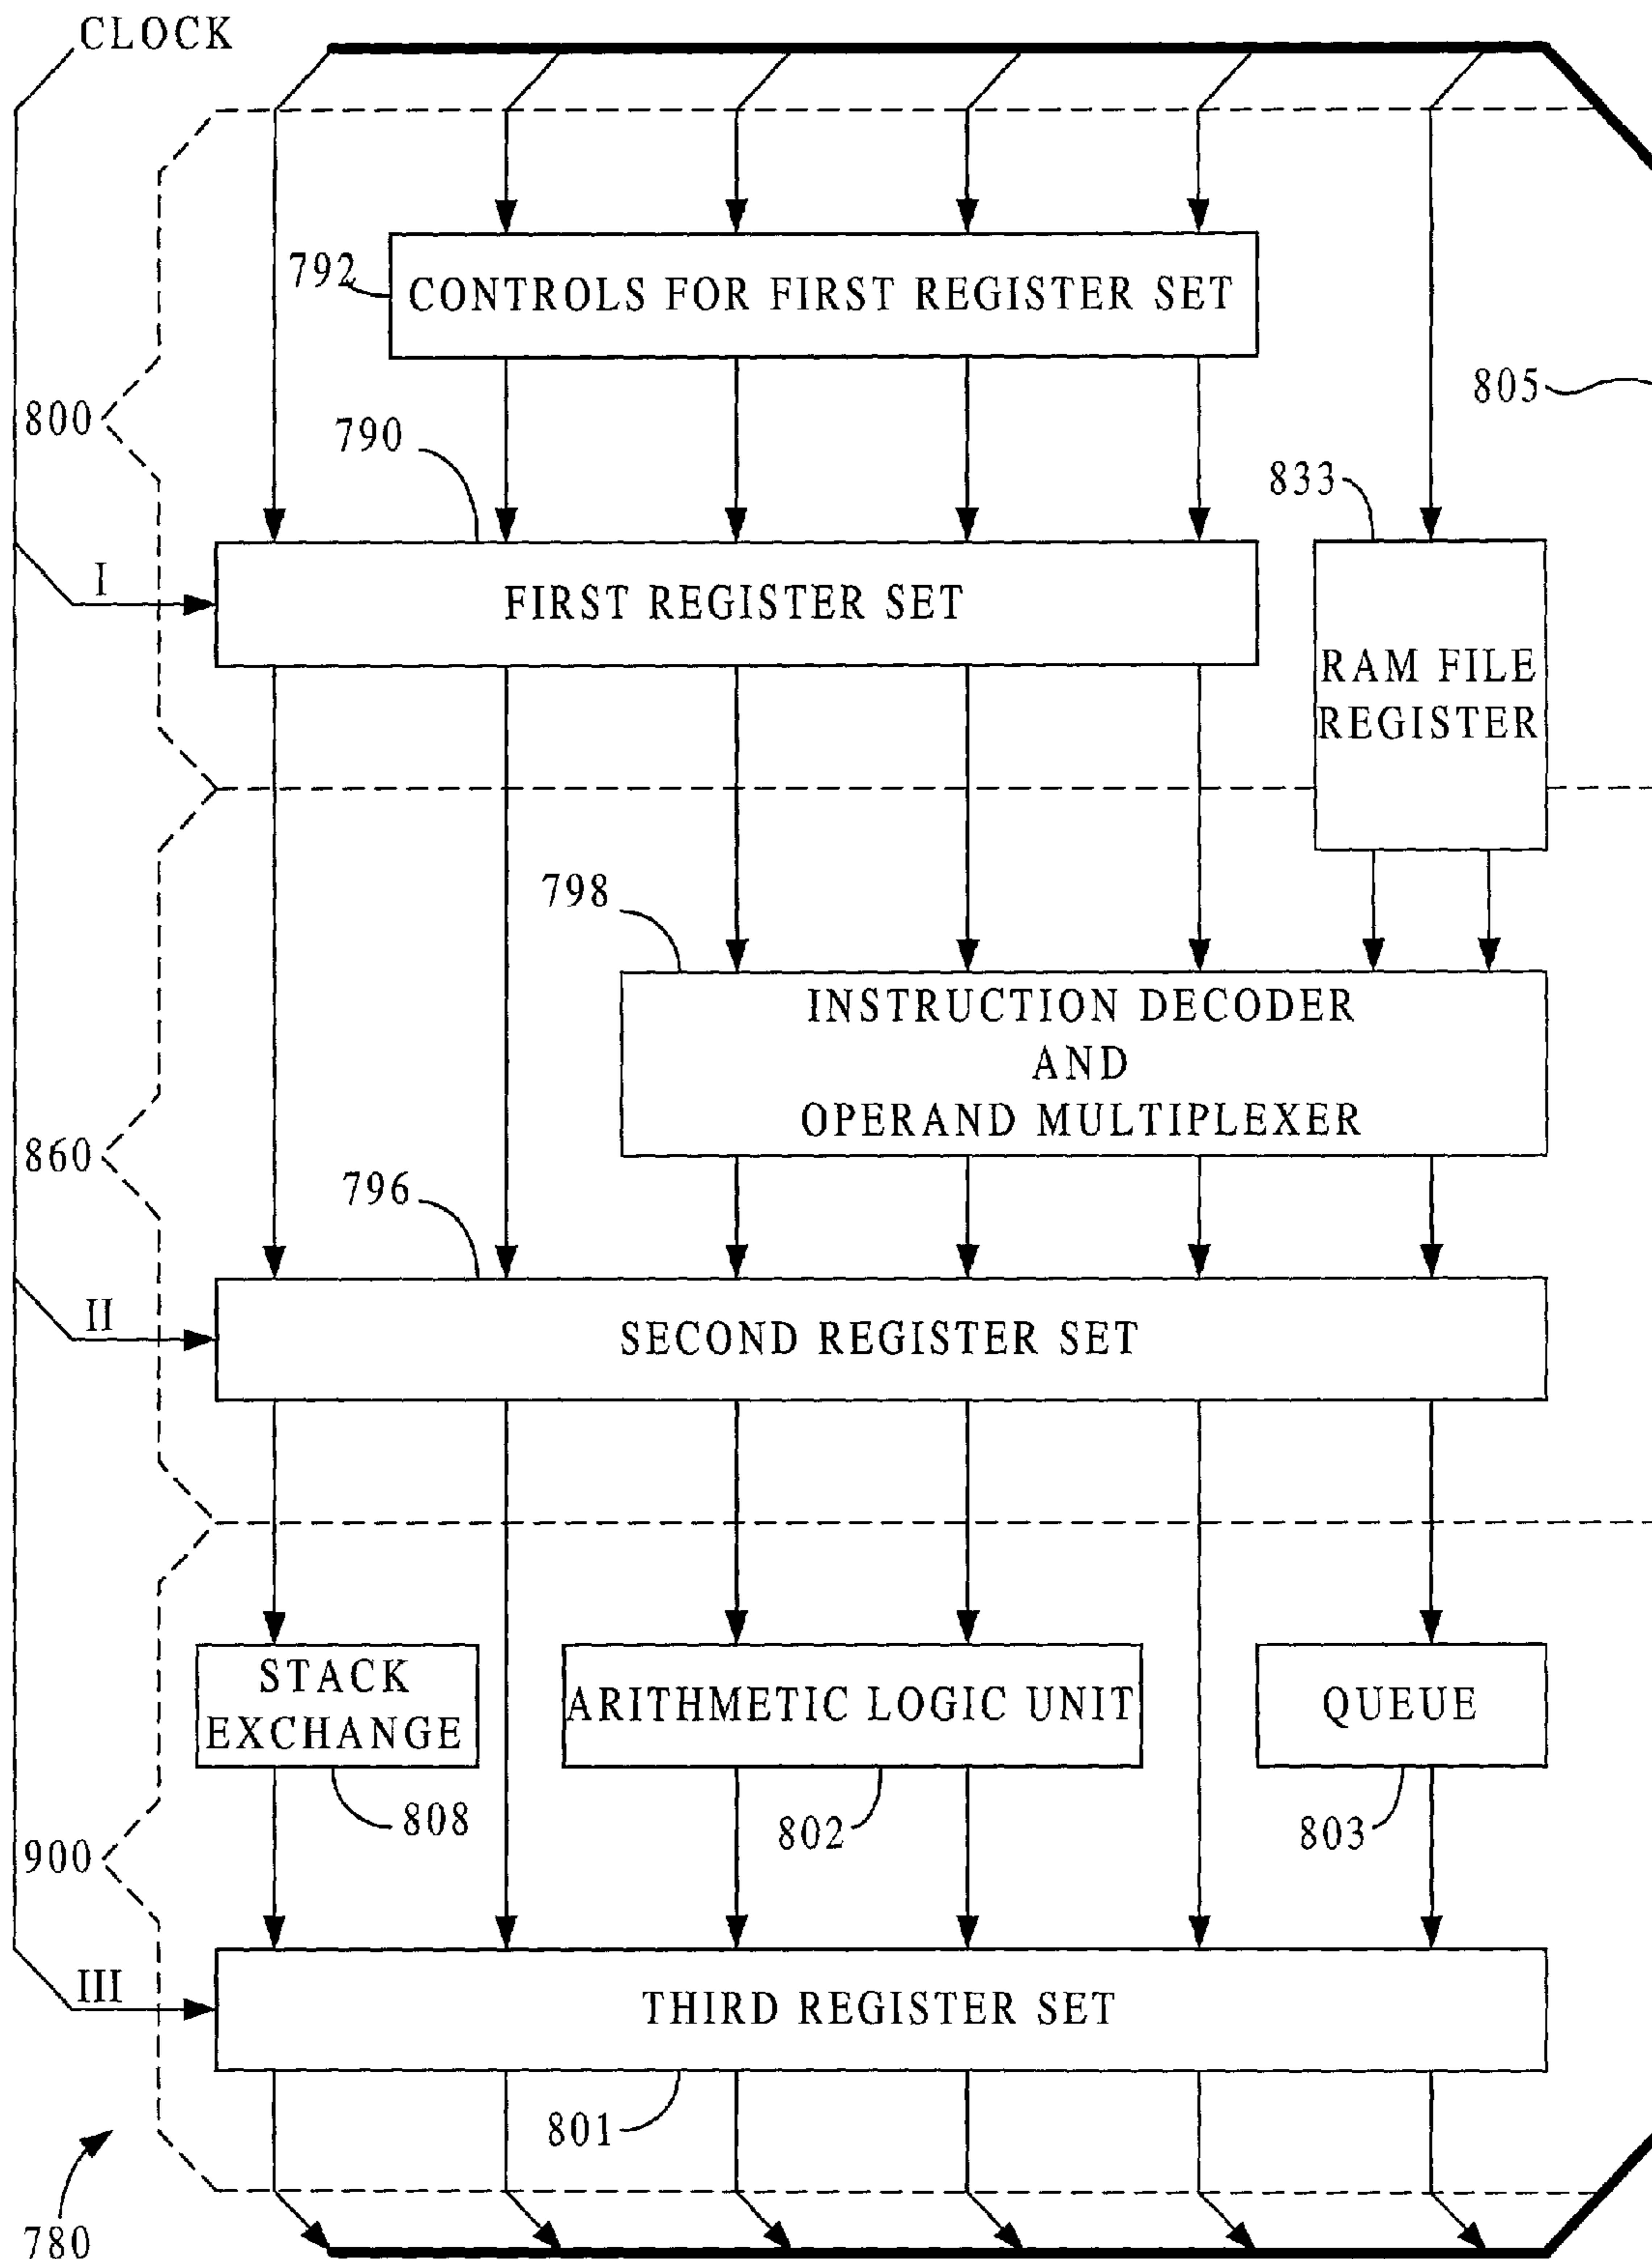 CLOCK
792
CONTROLS FOR FIRST REGISTER SET
805
800
790
833
I
FIRST REGISTER SET
RAM FILE
REGISTER
798
INSTRUCTION DECODER
AND
OPERAND MULTIPLEXER
860
796
II
SECOND REGISTER SET
STACK
EXCHANGE
ARITHMETIC LOGIC UNIT
QUEUE
808
802
803
900
III
THIRD REGISTER SET
801
780